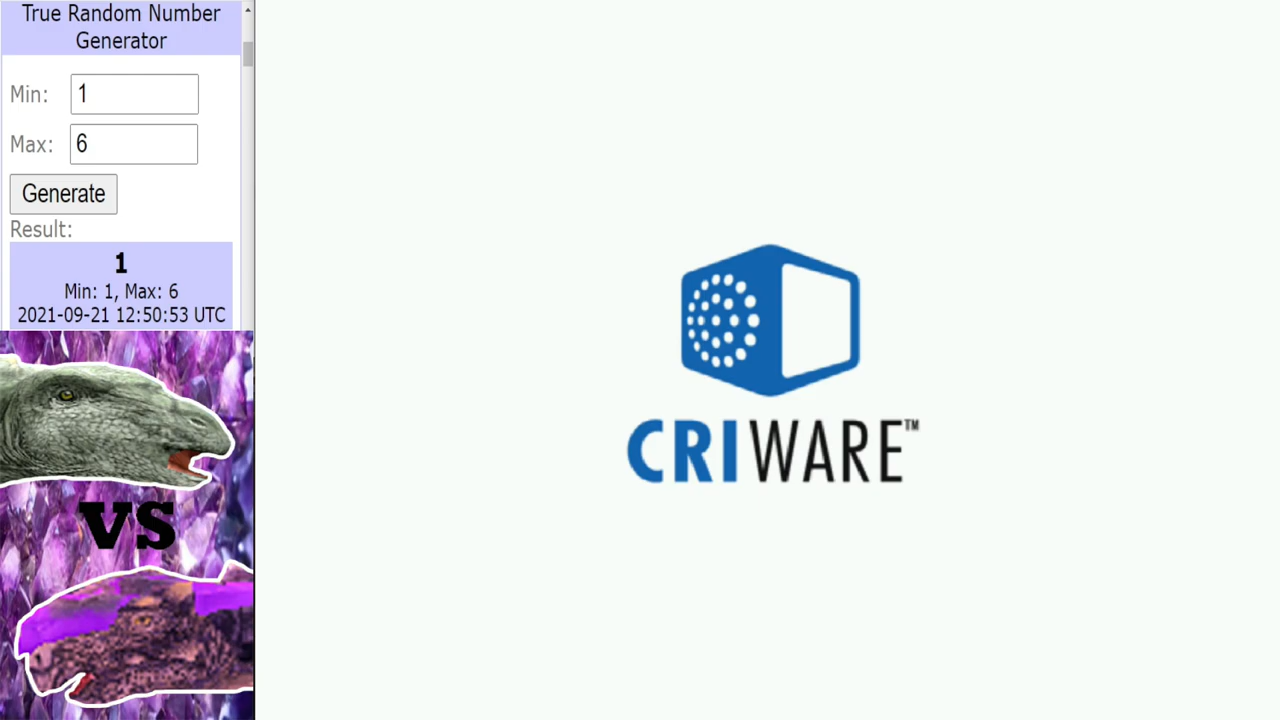 True Random Number
Generator
Min: 1
Max: 6
Generate
Result:
1
Min: 1, Max: 6
2021-09-21 12:50:53 UTC
vs
CRIWARE™